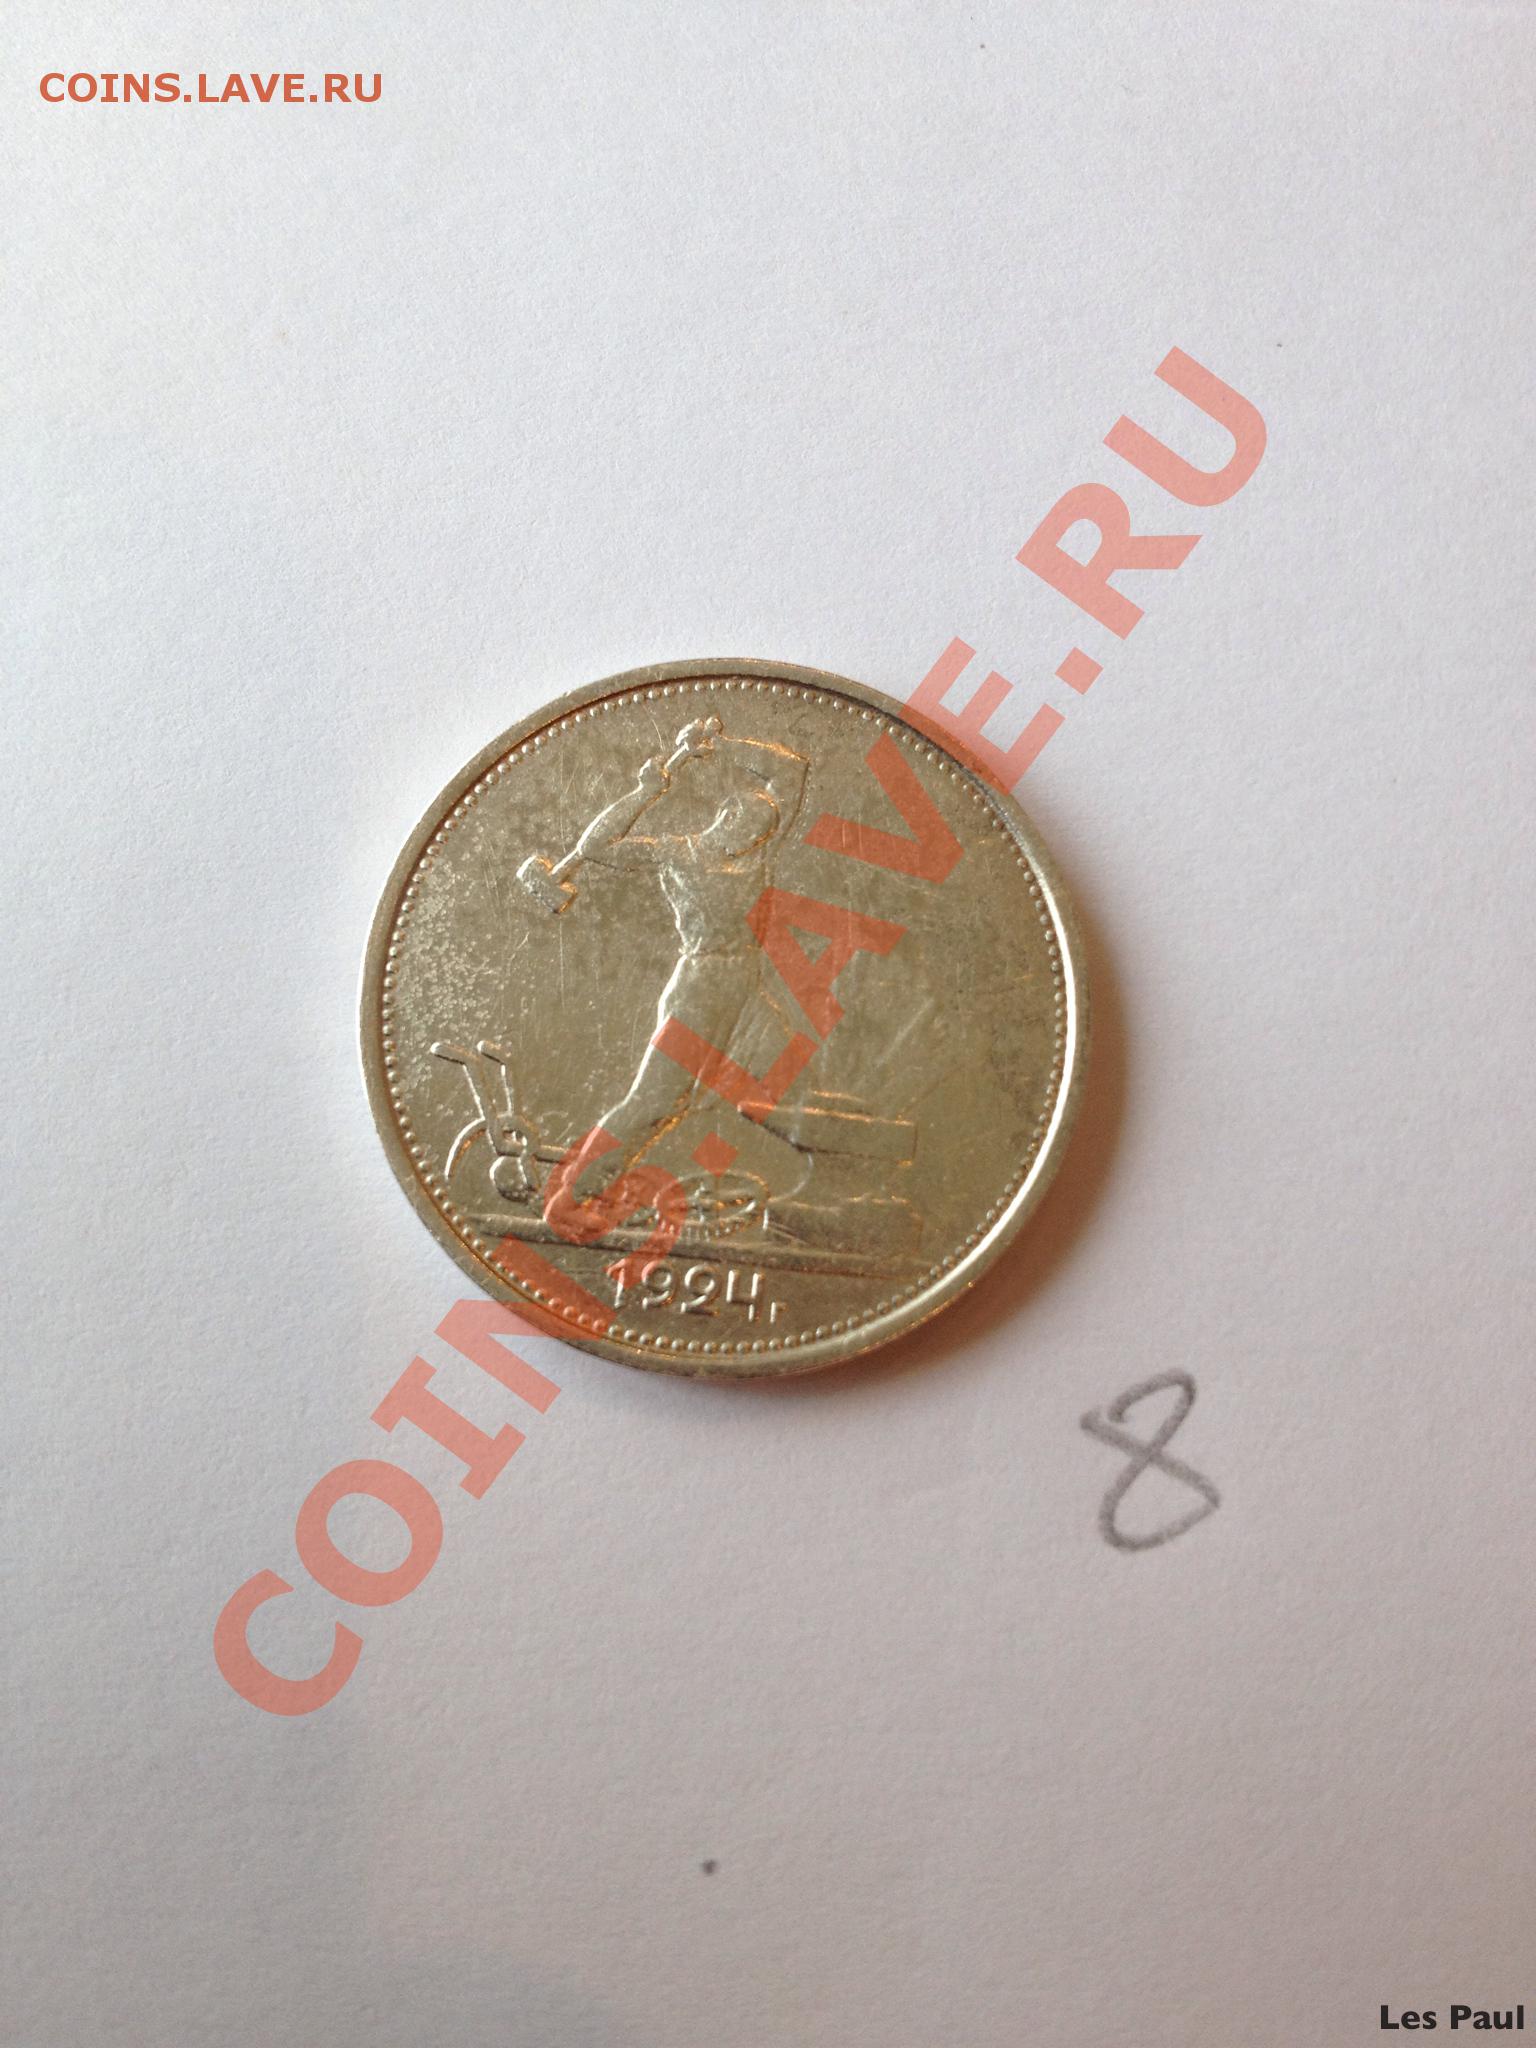 COINS.LAVE.RU
COINS.LAVE.RU
1924г
8
Les Paul